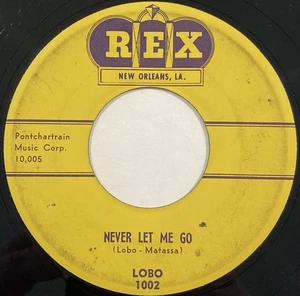 REX
NEW ORLEANS, LA.
Pontchartrain
Music Corp.
10,005
NEVER LET ME GO
(Lobo - Matassa)
LOBO
1002